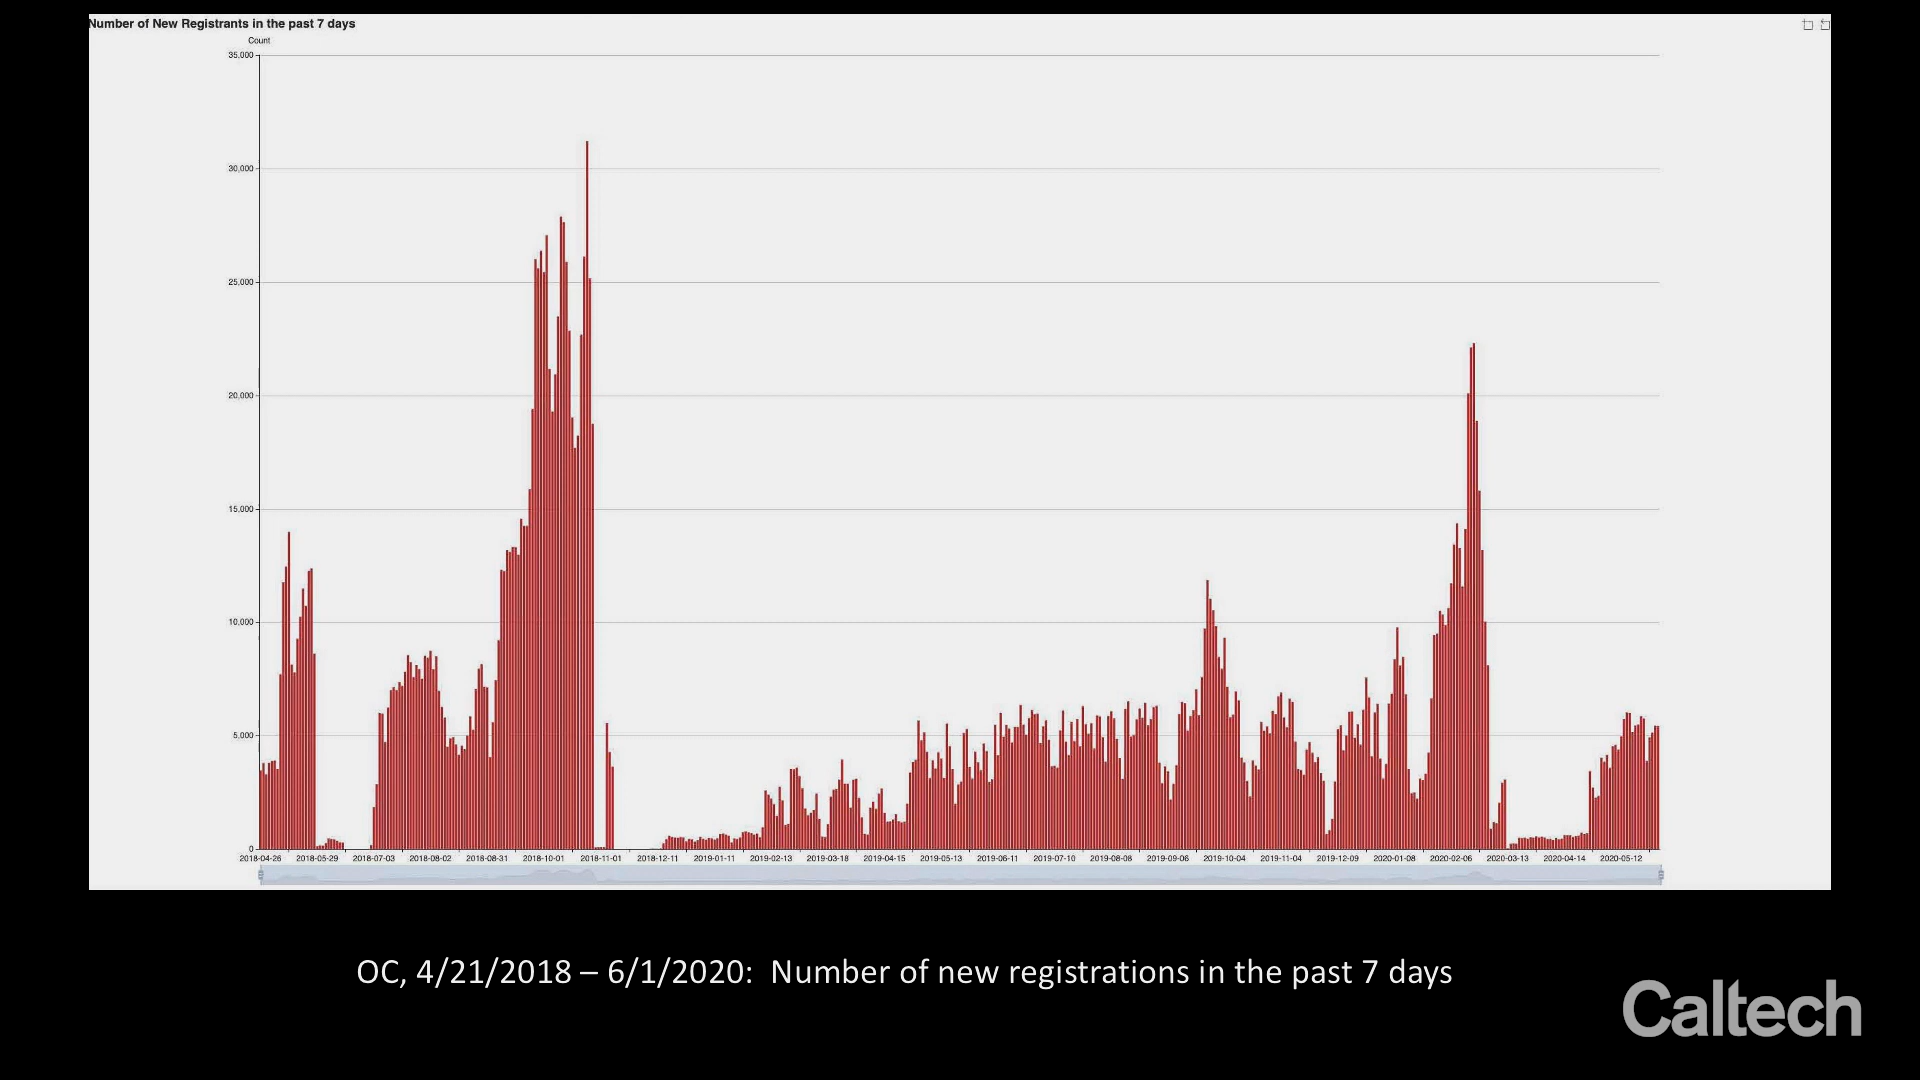 Number of New Registrants in the past 7 days
Count
35,000
30,000
25,000
20,000
15,000
10,000
5,000
0
2018-04-26 2018-05-29 2018-07-03 2018-08-02 2018-08-31 2018-10-01 2018-11-01 2018-12-11 2019-01-11 2019-02-13 2019-03-18 2019-04-15 2019-05-13 2019-06-11 2019-07-10 2019-08-08 2019-09-06 2019-10-04 2019-11-04 2019-12-09 2020-01-08 2020-02-06 2020-03-13 2020-04-14 2020-05-12
OC, 4/21/2018 – 6/1/2020: Number of new registrations in the past 7 days
Caltech